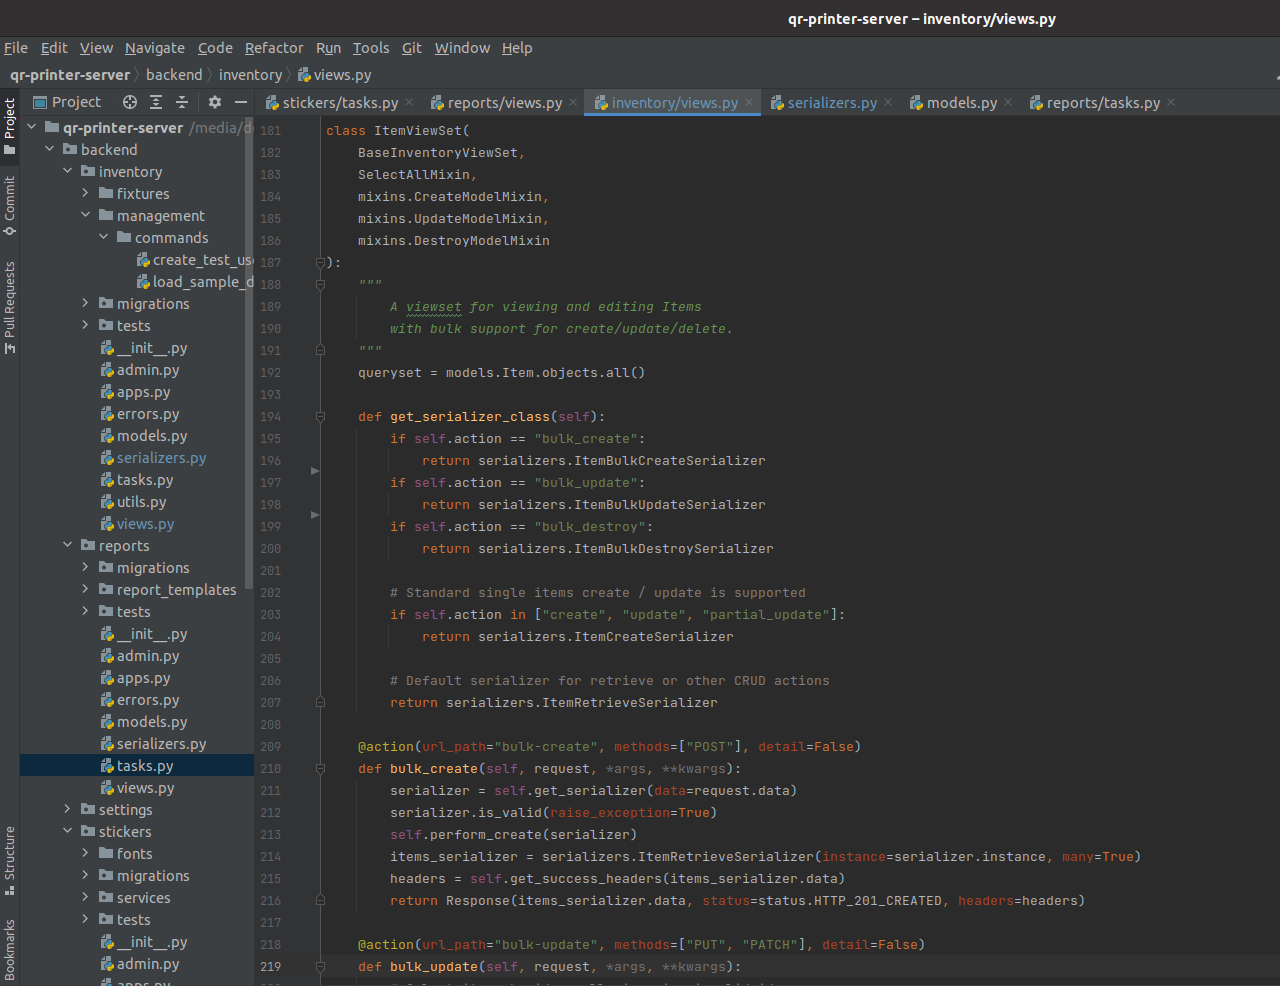 qr-printer-server – inventory/views.py
File Edit View Navigate Code Refactor Run Tools Git Window Help
qr-printer-server backend inventory views.py
Project
stickers/tasks.py reports/views.py inventory/views.py serializers.py models.py reports/tasks.py
Project
Commit
Pull Requests
Structure
Bookmarks
qr-printer-server /media/d
backend
inventory
fixtures
management
commands
create_test_us
load_sample_d
migrations
tests
__init__.py
admin.py
apps.py
errors.py
models.py
serializers.py
tasks.py
utils.py
views.py
reports
migrations
report_templates
tests
__init__.py
admin.py
apps.py
errors.py
models.py
serializers.py
tasks.py
views.py
settings
stickers
fonts
migrations
services
tests
__init__.py
admin.py
apps.py
181 class ItemViewSet(
182     BaseInventoryViewSet,
183     SelectAllMixin,
184     mixins.CreateModelMixin,
185     mixins.UpdateModelMixin,
186     mixins.DestroyModelMixin
187 ):
188     """
189         A viewset for viewing and editing Items
190         with bulk support for create/update/delete.
191     """
192     queryset = models.Item.objects.all()
193
194     def get_serializer_class(self):
195         if self.action == "bulk_create":
196             return serializers.ItemBulkCreateSerializer
197         if self.action == "bulk_update":
198             return serializers.ItemBulkUpdateSerializer
199         if self.action == "bulk_destroy":
200             return serializers.ItemBulkDestroySerializer
201
202         # Standard single items create / update is supported
203         if self.action in ["create", "update", "partial_update"]:
204             return serializers.ItemCreateSerializer
205
206         # Default serializer for retrieve or other CRUD actions
207         return serializers.ItemRetrieveSerializer
208
209     @action(url_path="bulk-create", methods=["POST"], detail=False)
210     def bulk_create(self, request, *args, **kwargs):
211         serializer = self.get_serializer(data=request.data)
212         serializer.is_valid(raise_exception=True)
213         self.perform_create(serializer)
214         items_serializer = serializers.ItemRetrieveSerializer(instance=serializer.instance, many=True)
215         headers = self.get_success_headers(items_serializer.data)
216         return Response(items_serializer.data, status=status.HTTP_201_CREATED, headers=headers)
217
218     @action(url_path="bulk-update", methods=["PUT", "PATCH"], detail=False)
219     def bulk_update(self, request, *args, **kwargs):